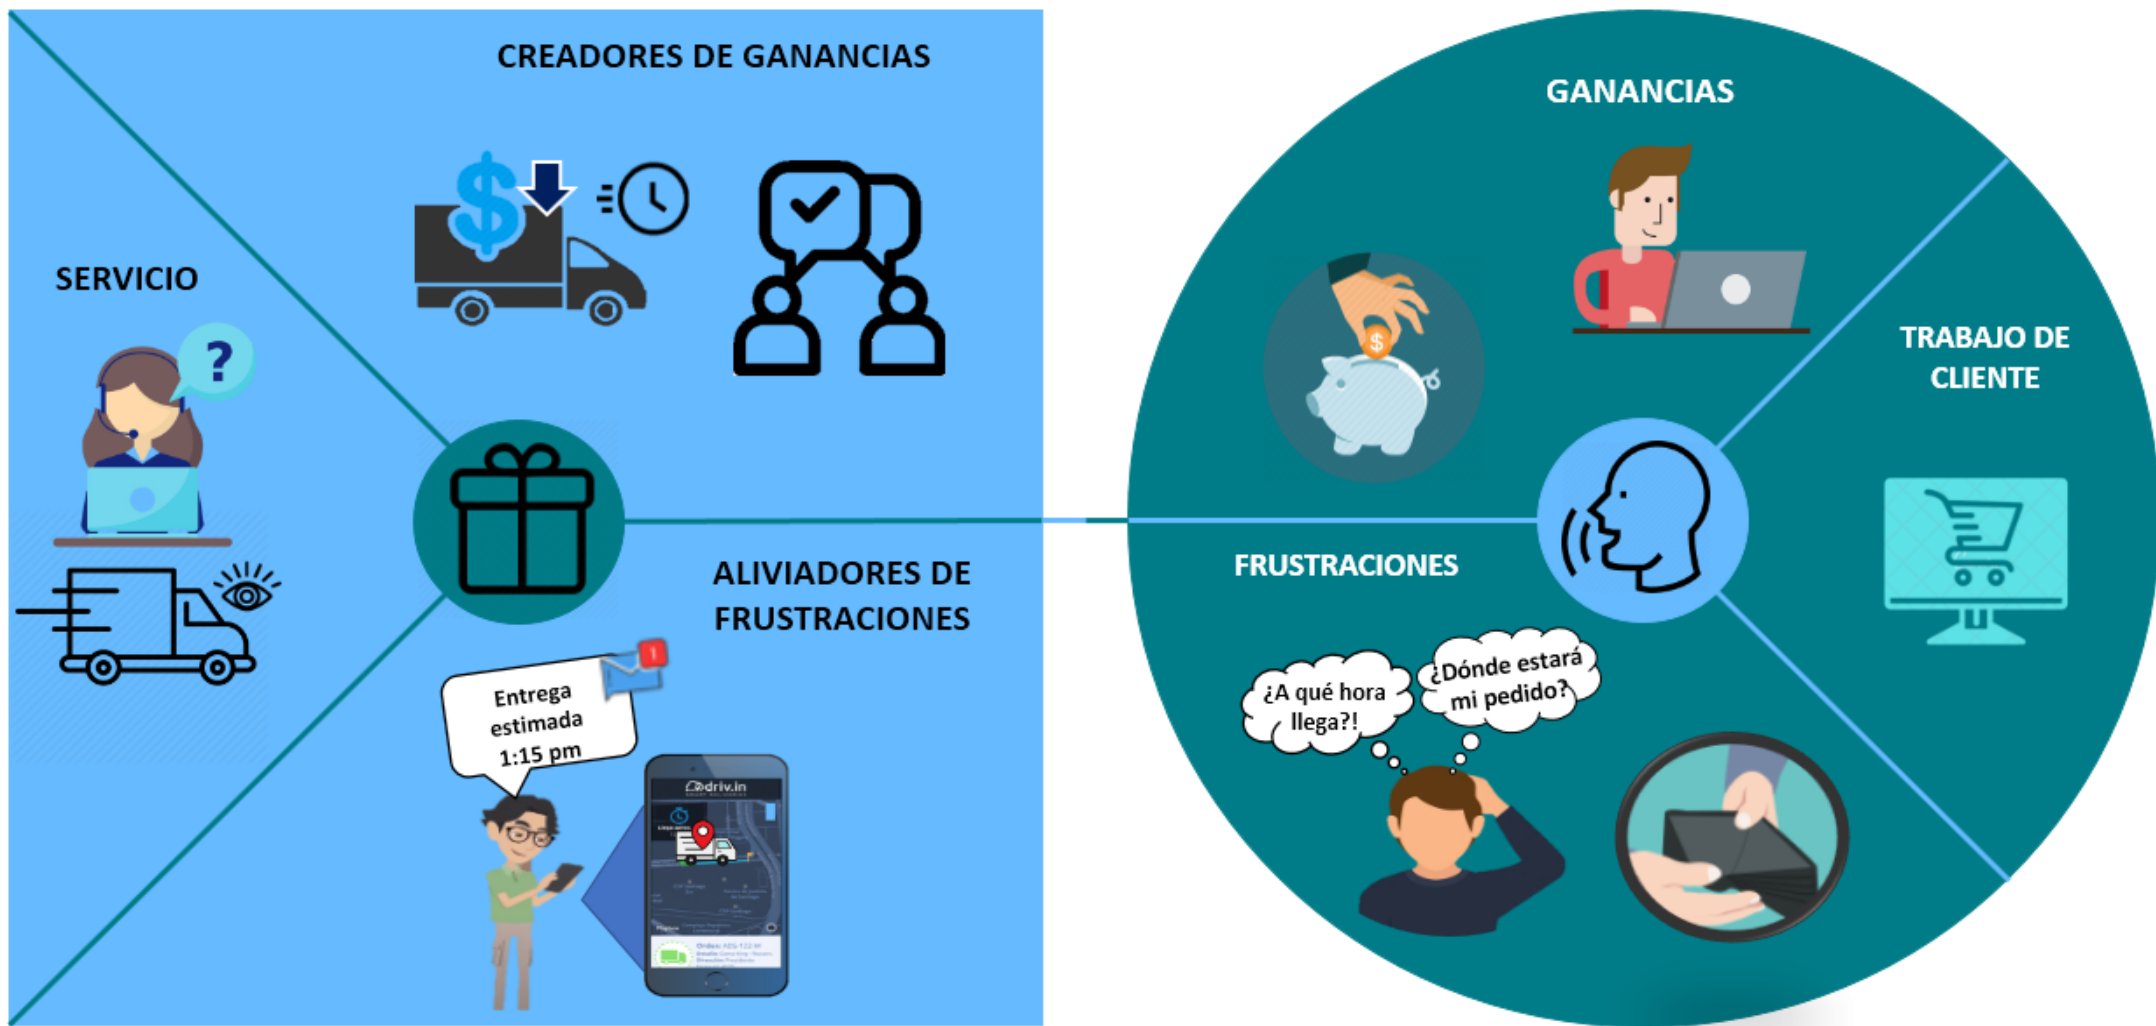 CREADORES DE GANANCIAS
SERVICIO
?
$
ALIVIADORES DE
FRUSTRACIONES
1
Entrega
estimada
1:15 pm
driv.in
GANANCIAS
$
TRABAJO DE
CLIENTE
FRUSTRACIONES
¿A qué hora
llega?!
¿Dónde estará
mi pedido?